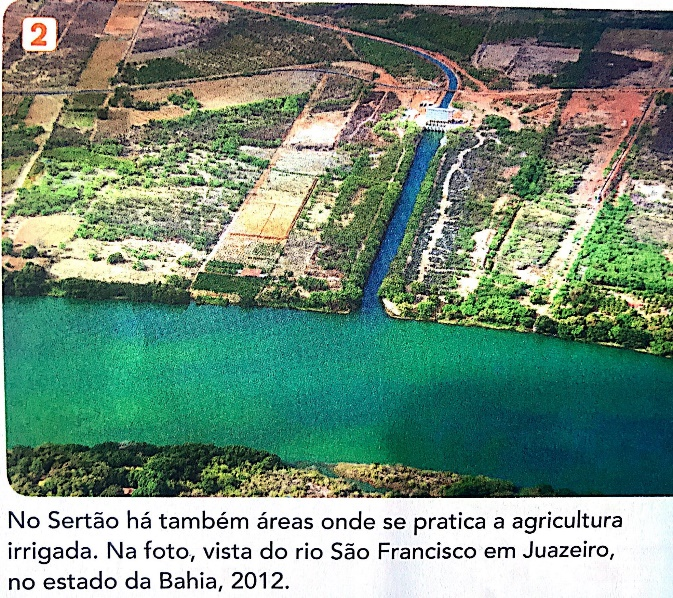 2
No Sertão há também áreas onde se pratica a agricultura
irrigada. Na foto, vista do rio São Francisco em Juazeiro,
no estado da Bahia, 2012.